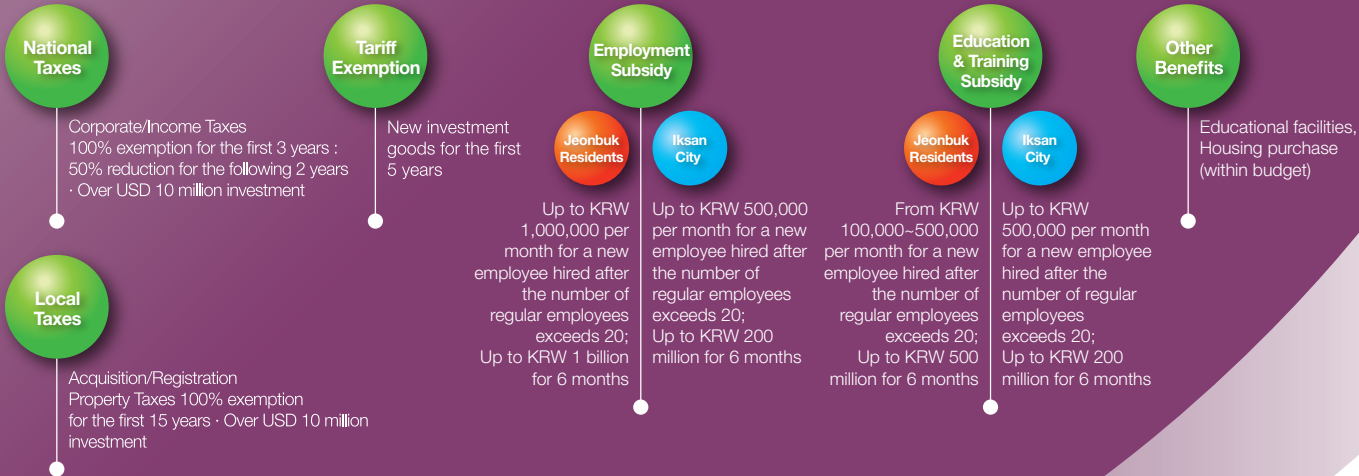 National
Taxes
Corporate/Income Taxes
100% exemption for the first 3 years :
50% reduction for the following 2 years
· Over USD 10 million investment
Local
Taxes
Acquisition/Registration
Property Taxes 100% exemption
for the first 15 years · Over USD 10 million
investment
Tariff
Exemption
New investment
goods for the first
5 years
Employment
Subsidy
Jeonbuk
Residents
Up to KRW
1,000,000 per
month for a new
employee hired after
the number of
regular employees
exceeds 20;
Up to KRW 1 billion
for 6 months
Iksan
City
Up to KRW 500,000
per month for a new
employee hired after
the number of
regular employees
exceeds 20;
Up to KRW 200
million for 6 months
Education
& Training
Subsidy
Jeonbuk
Residents
From KRW
100,000~500,000
per month for a new
employee hired after
the number of
regular employees
exceeds 20;
Up to KRW 500
million for 6 months
Iksan
City
Up to KRW
500,000 per month
for a new employee
hired after the
number of regular
employees
exceeds 20;
Up to KRW 200
million for 6 months
Other
Benefits
Educational facilities,
Housing purchase
(within budget)